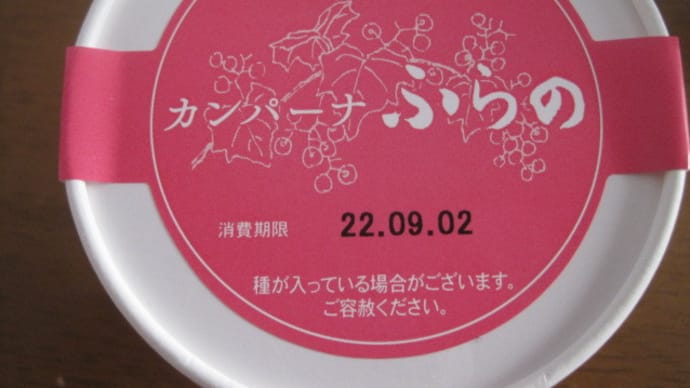 カンパーナ ふらの
消費期限 22.09.02
種が入っている場合がございます。
ご容赦ください。